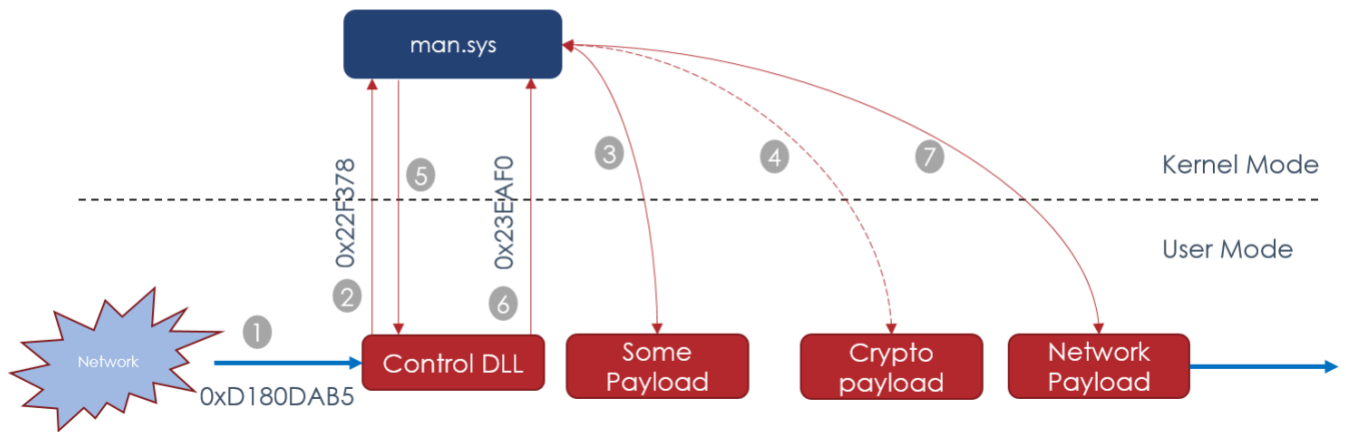 man.sys
3
4
7
5
Kernel Mode
0x22F378
0x23EAF0
User Mode
2
6
1
Network
Control DLL
Some
Payload
Crypto
payload
Network
Payload
0xD180DAB5